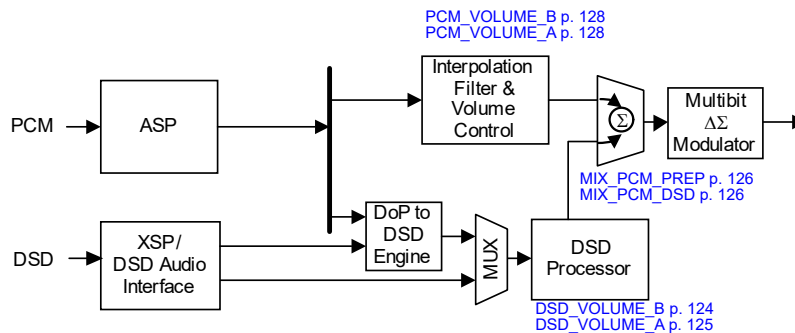 PCM_VOLUME_B p. 128
PCM_VOLUME_A p. 128
Interpolation
Filter &
Volume
Control
PCM
ASP
Σ
Multibit
ΔΣ
Modulator
MIX_PCM_PREP p. 126
MIX_PCM_DSD p. 126
DSD
XSP/
DSD Audio
Interface
DoP to
DSD
Engine
MUX
DSD
Processor
DSD_VOLUME_B p. 124
DSD_VOLUME_A p. 125